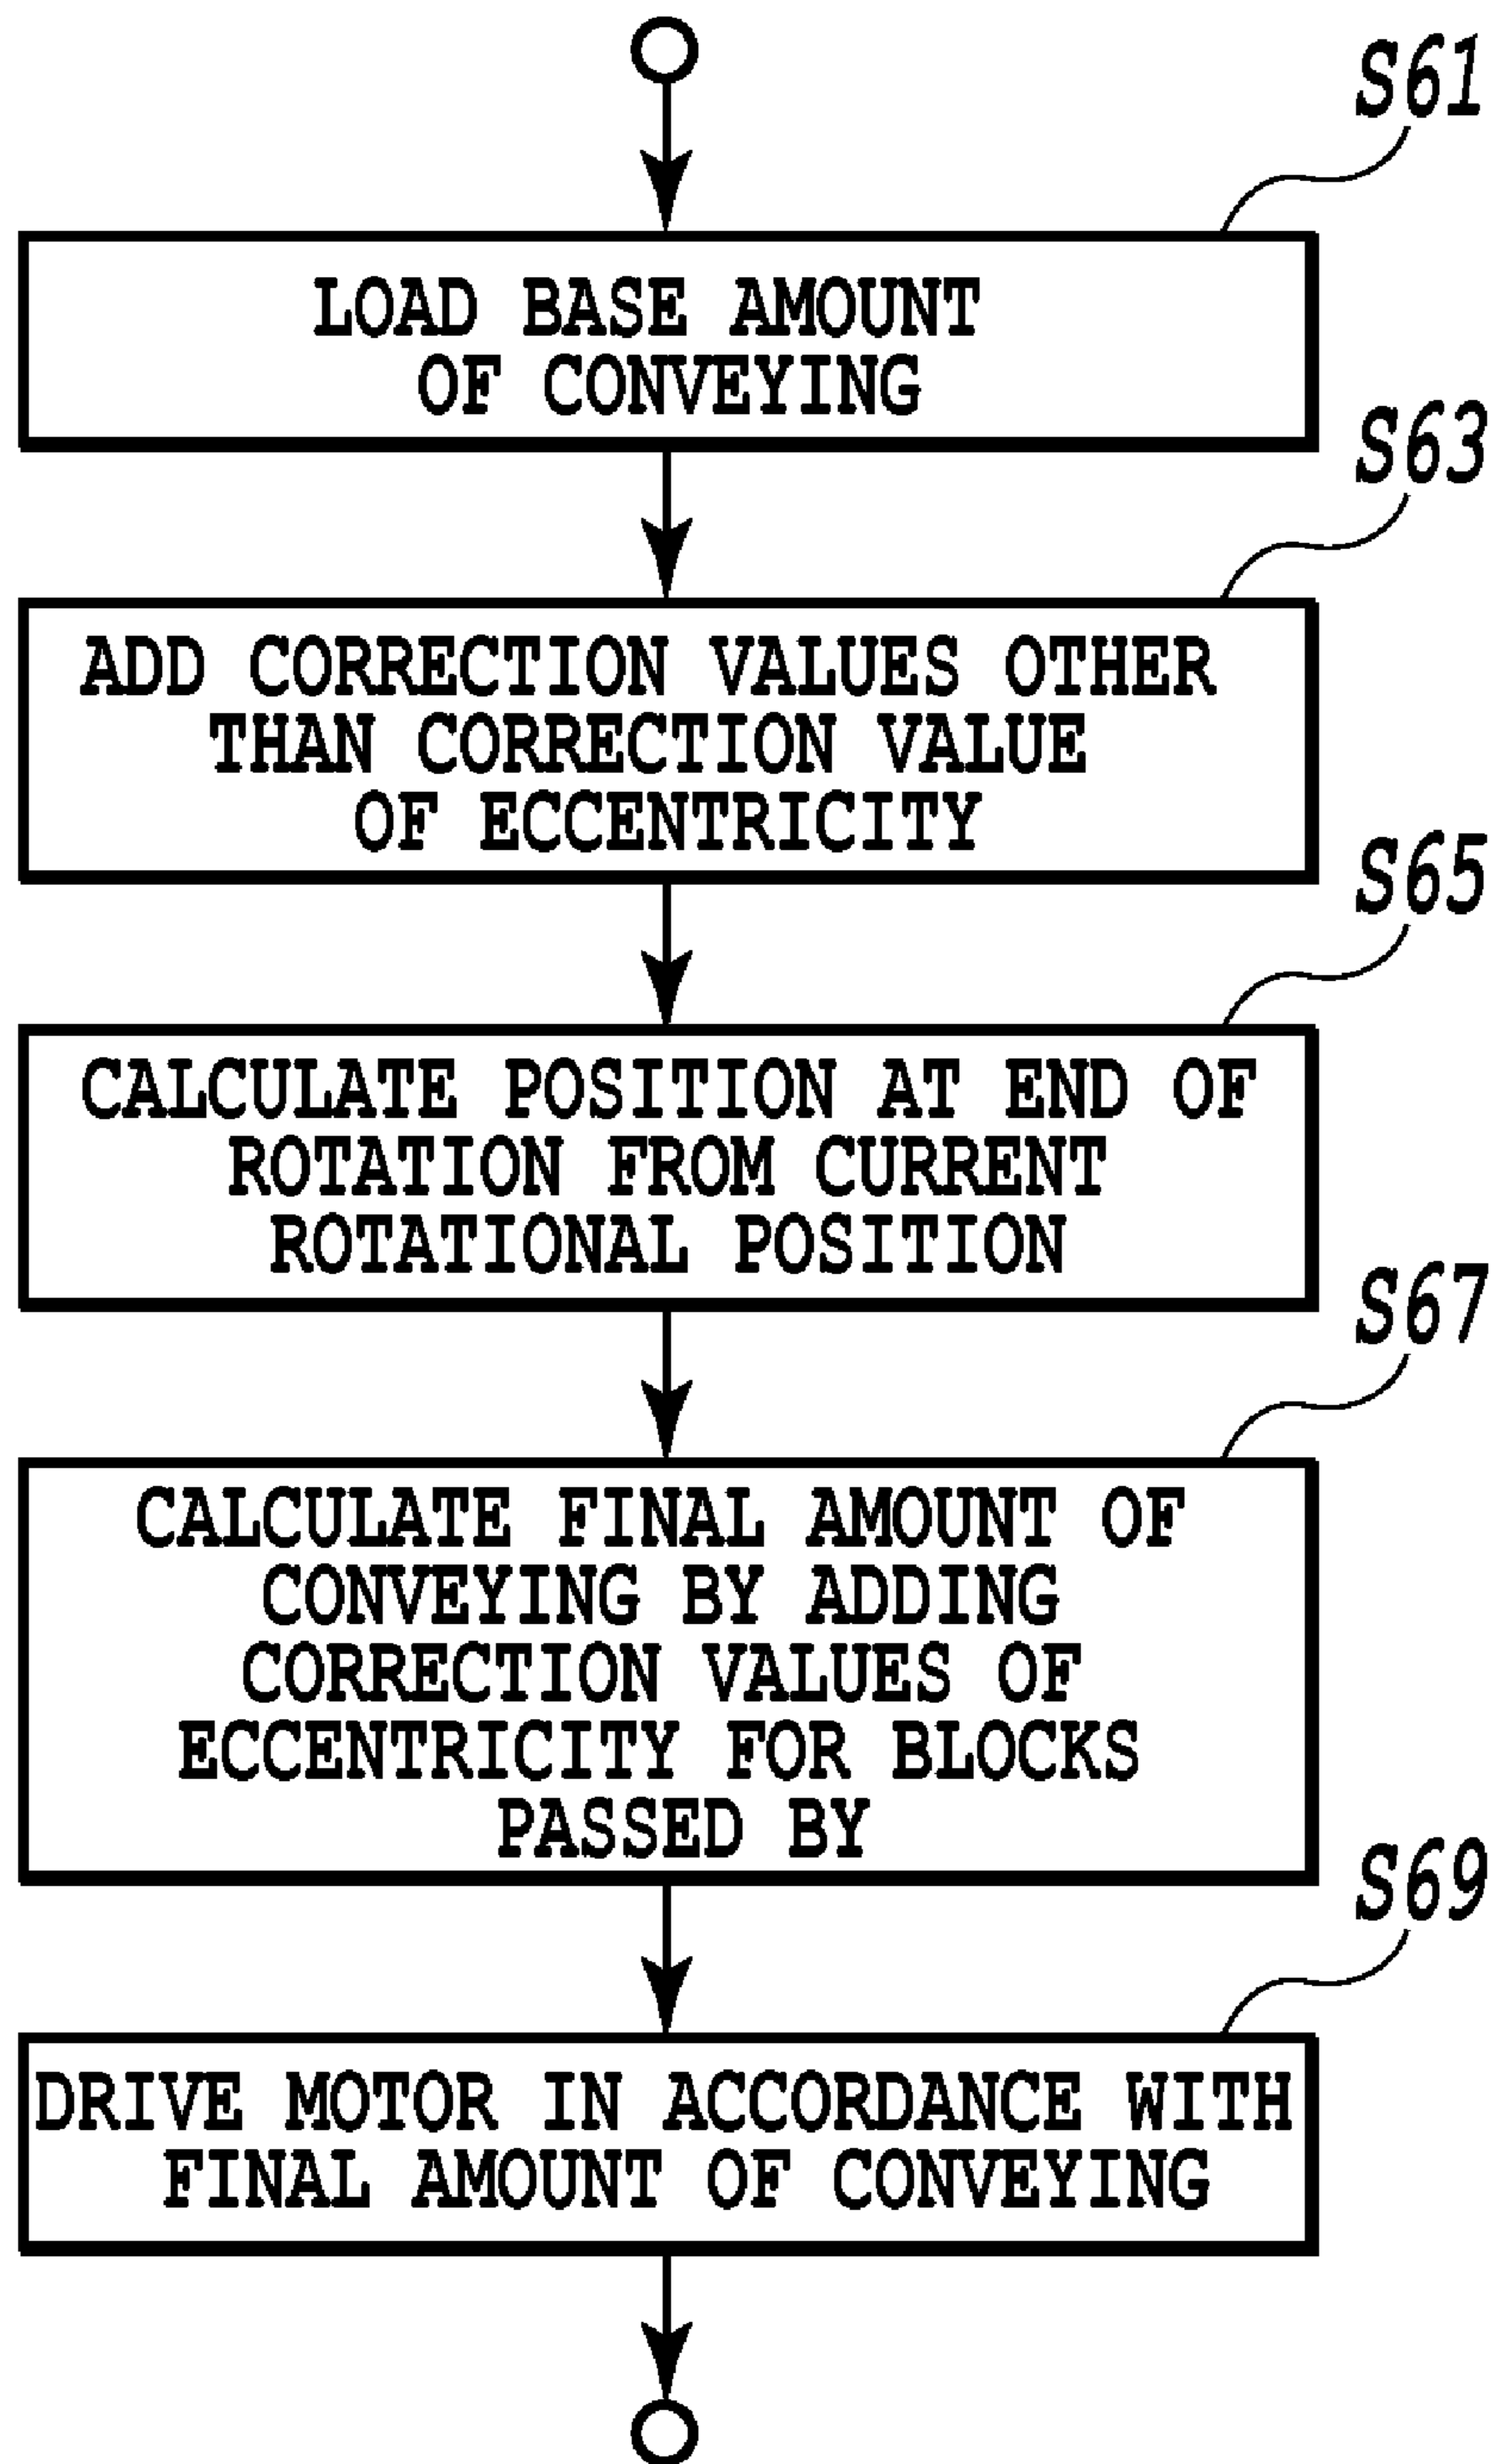 S61
LOAD BASE AMOUNT
OF CONVEYING
S63
ADD CORRECTION VALUES OTHER
THAN CORRECTION VALUE
OF ECCENTRICITY
S65
CALCULATE POSITION AT END OF
ROTATION FROM CURRENT
ROTATIONAL POSITION
S67
CALCULATE FINAL AMOUNT OF
CONVEYING BY ADDING
CORRECTION VALUES OF
ECCENTRICITY FOR BLOCKS
PASSED BY
S69
DRIVE MOTOR IN ACCORDANCE WITH
FINAL AMOUNT OF CONVEYING